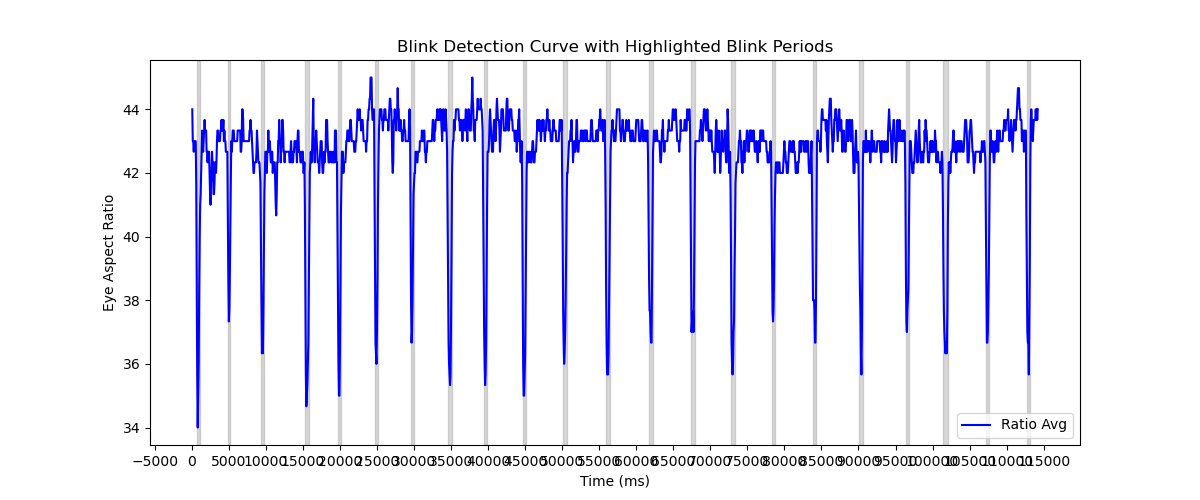 Blink Detection Curve with Highlighted Blink Periods
Eye Aspect Ratio
44
42
40
38
36
34
Ratio Avg
−5000 0 5000 10000 15000 20000 25000 30000 35000 40000 45000 50000 55000 60000 65000 70000 75000 80000 85000 90000 95000 100000 105000 110000 115000
Time (ms)